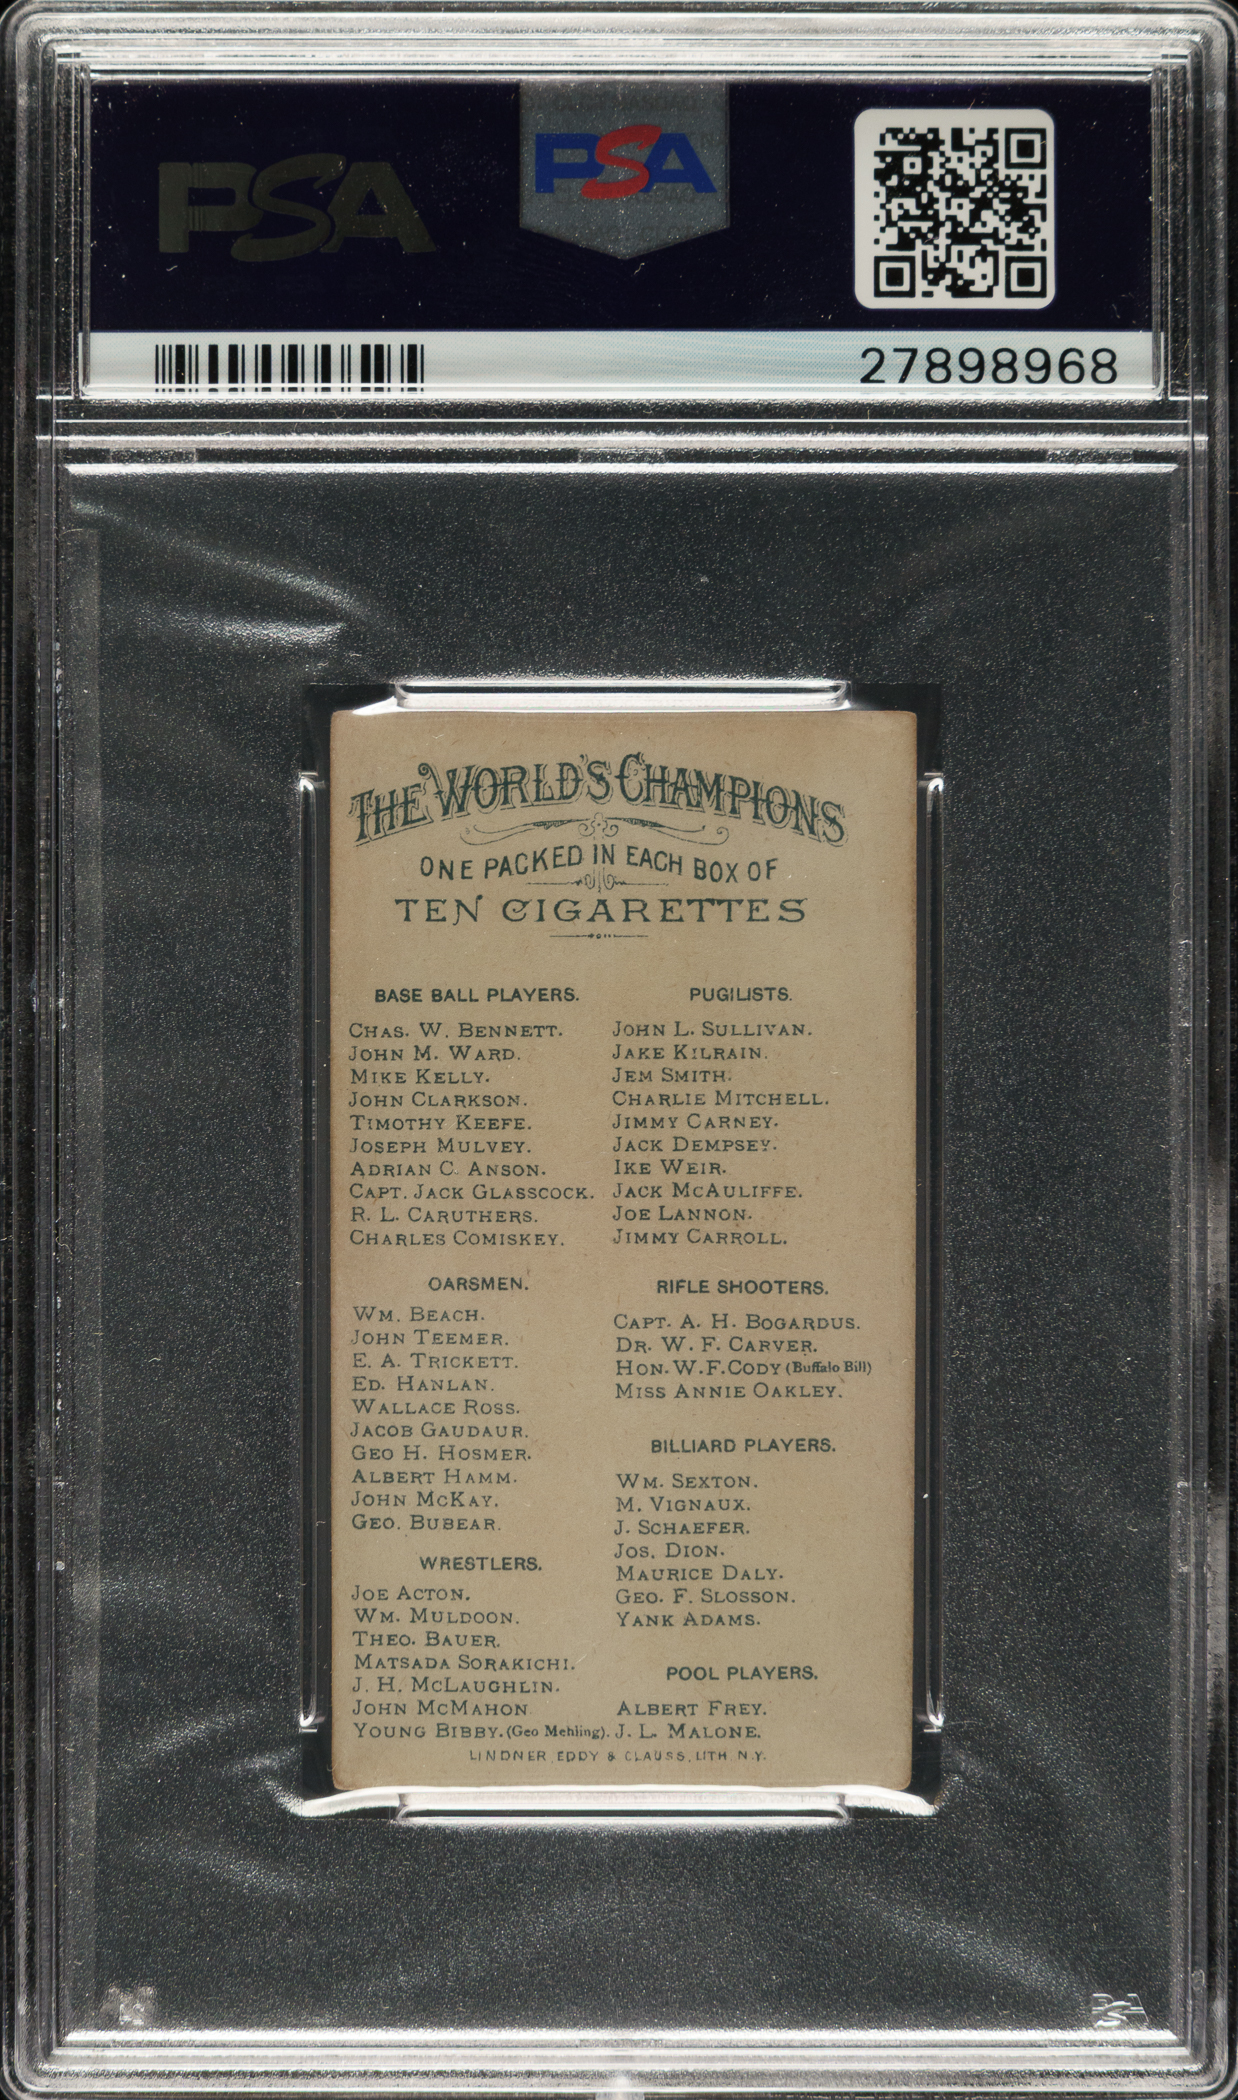 PSA
PSA
27898968
THE WORLD'S CHAMPIONS
ONE PACKED IN EACH BOX OF
TEN CIGARETTES
BASE BALL PLAYERS.
CHAS. W. BENNETT.
JOHN M. WARD.
MIKE KELLY.
JOHN CLARKSON.
TIMOTHY KEEFE.
JOSEPH MULVEY.
ADRIAN C. ANSON.
CAPT. JACK GLASSCOCK.
R. L. CARUTHERS.
CHARLES COMISKEY.
OARSMEN.
WM. BEACH.
JOHN TEEMER.
E. A. TRICKETT.
ED. HANLAN.
WALLACE ROSS.
JACOB GAUDAUR.
GEO H. HOSMER.
ALBERT HAMM.
JOHN MCKAY.
GEO. BUBEAR.
WRESTLERS.
JOE ACTON.
WM. MULDOON.
THEO. BAUER.
MATSADA SORAKICHI.
J. H. MCLAUGHLIN.
JOHN MCMAHON
YOUNG BIBBY. (Geo Mehling).
PUGILISTS.
JOHN L. SULLIVAN.
JAKE KILRAIN.
JEM SMITH.
CHARLIE MITCHELL.
JIMMY CARNEY.
JACK DEMPSEY.
IKE WEIR.
JACK MCAULIFFE.
JOE LANNON.
JIMMY CARROLL.
RIFLE SHOOTERS.
CAPT. A. H. BOGARDUS.
DR. W. F. CARVER.
HON. W. F. CODY (Buffalo Bill)
MISS ANNIE OAKLEY.
BILLIARD PLAYERS.
WM. SEXTON.
M. VIGNAUX.
J. SCHAEFER.
JOS. DION.
MAURICE DALY.
GEO. F. SLOSSON.
YANK ADAMS.
POOL PLAYERS.
ALBERT FREY.
J. L. MALONE.
LINDNER, EDDY & CLAUSS, LITH. N.Y.
PSA